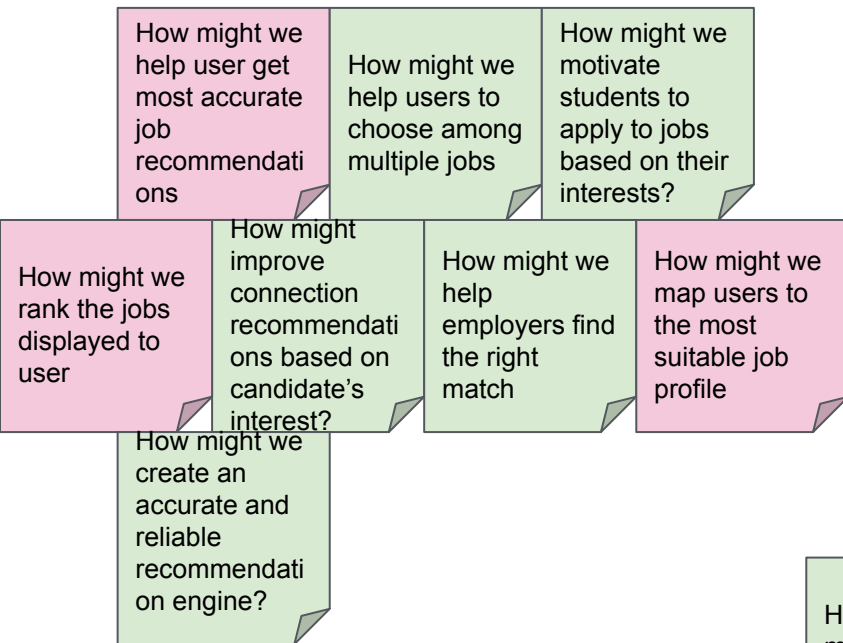 How might we
help user get
most accurate
job
recommendati
ons
How might we
help users to
choose among
multiple jobs
How might we
motivate
students to
apply to jobs
based on their
interests?
How might we
rank the jobs
displayed to
user
How might
improve
connection
recommendati
ons based on
candidate's
interest?
How might we
help
employers find
the right
match
How might we
map users to
the most
suitable job
profile
How might we
create an
accurate and
reliable
recommendati
on engine?